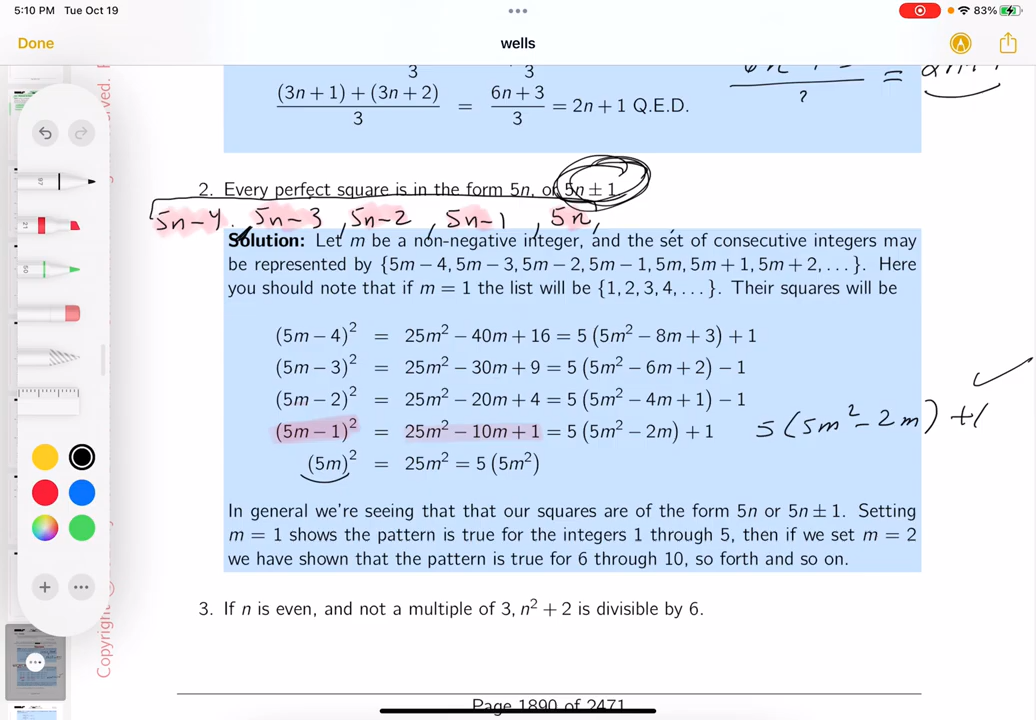 5:10 PM Tue Oct 19
83%
Done
wells
3 3
(3n + 1) + (3n + 2) / 3 = 6n + 3 / 3 = 2n + 1 Q.E.D.
2. Every perfect square is in the form 5n, or 5n ± 1.
5n-4, 5n-3, 5n-2, 5n-1, 5n,
Solution: Let m be a non-negative integer, and the set of consecutive integers may
be represented by {5m − 4, 5m − 3, 5m − 2, 5m − 1, 5m, 5m + 1, 5m + 2, . . . }. Here
you should note that if m = 1 the list will be {1, 2, 3, 4, . . . }. Their squares will be
(5m − 4)² = 25m² − 40m + 16 = 5 (5m² − 8m + 3) + 1
(5m − 3)² = 25m² − 30m + 9 = 5 (5m² − 6m + 2) − 1
(5m − 2)² = 25m² − 20m + 4 = 5 (5m² − 4m + 1) − 1
(5m − 1)² = 25m² − 10m + 1 = 5 (5m² − 2m) + 1 5(5m² - 2m) + 1
(5m)² = 25m² = 5 (5m²)
In general we're seeing that that our squares are of the form 5n or 5n ± 1. Setting
m = 1 shows the pattern is true for the integers 1 through 5, then if we set m = 2
we have shown that the pattern is true for 6 through 10, so forth and so on.
3. If n is even, and not a multiple of 3, n² + 2 is divisible by 6.
Page 1890 of 2471
97
21
50
Copyright